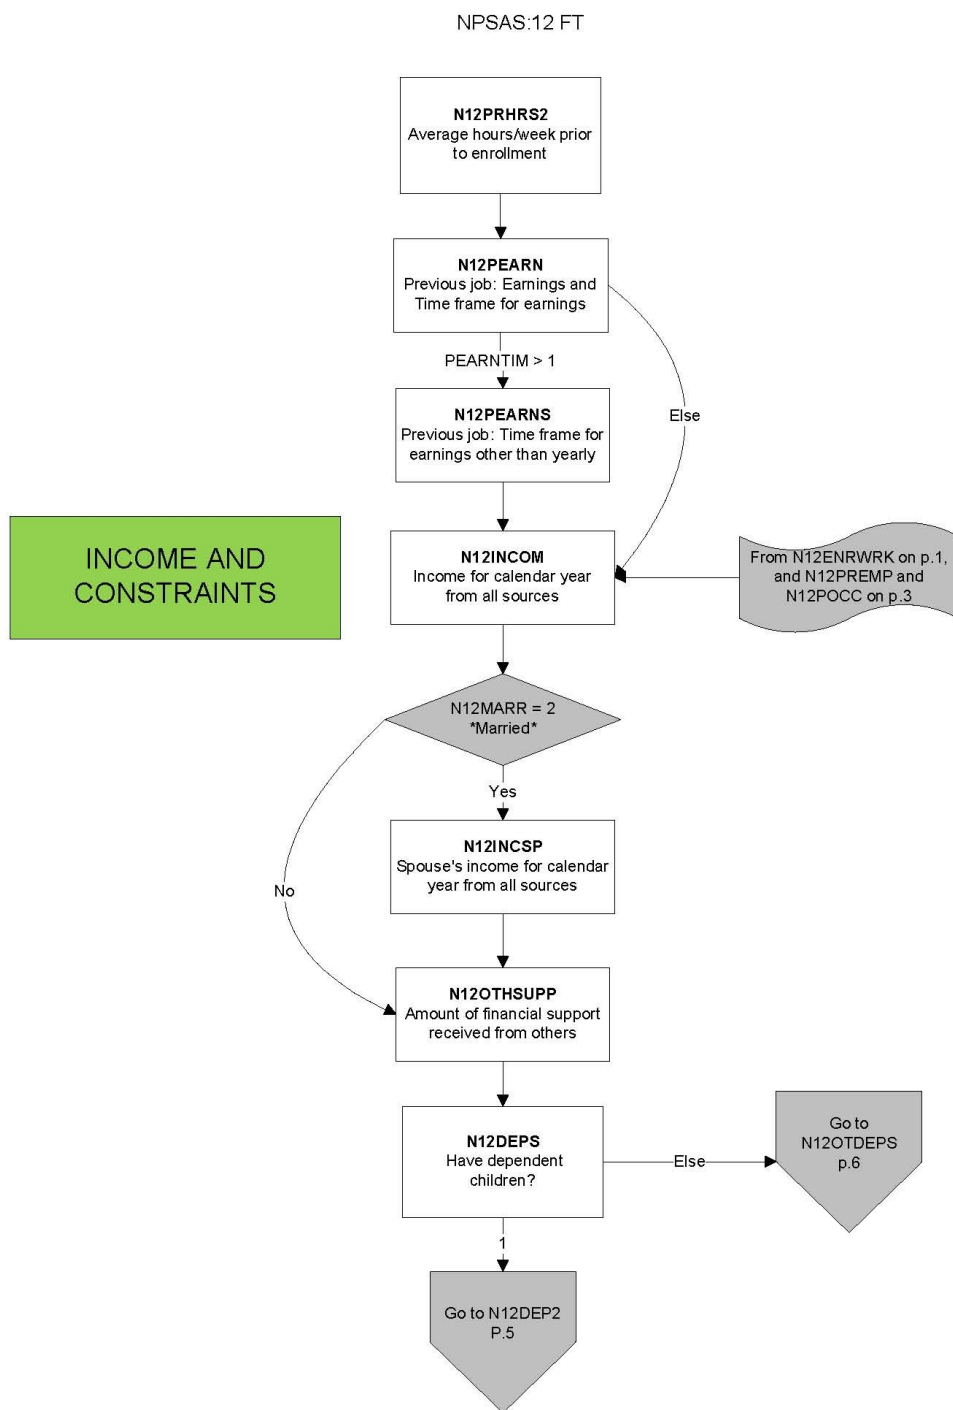 NPSAS:12 FT
N12PRHRS2
Average hours/week prior
to enrollment
N12PEARN
Previous job: Earnings and
Time frame for earnings
PEARNTIM > 1
N12PEARNS
Previous job: Time frame for
earnings other than yearly
Else
INCOME AND
CONSTRAINTS
N12INCOM
Income for calendar year
from all sources
From N12ENRWRK on p.1,
and N12PREMP and
N12POCC on p.3
N12MARR = 2
*Married*
Yes
No
N12INCSP
Spouse's income for calendar
year from all sources
N12OTHSUPP
Amount of financial support
received from others
N12DEPS
Have dependent
children?
Else
Go to
N12OTDEPS
p.6
1
Go to N12DEP2
P.5